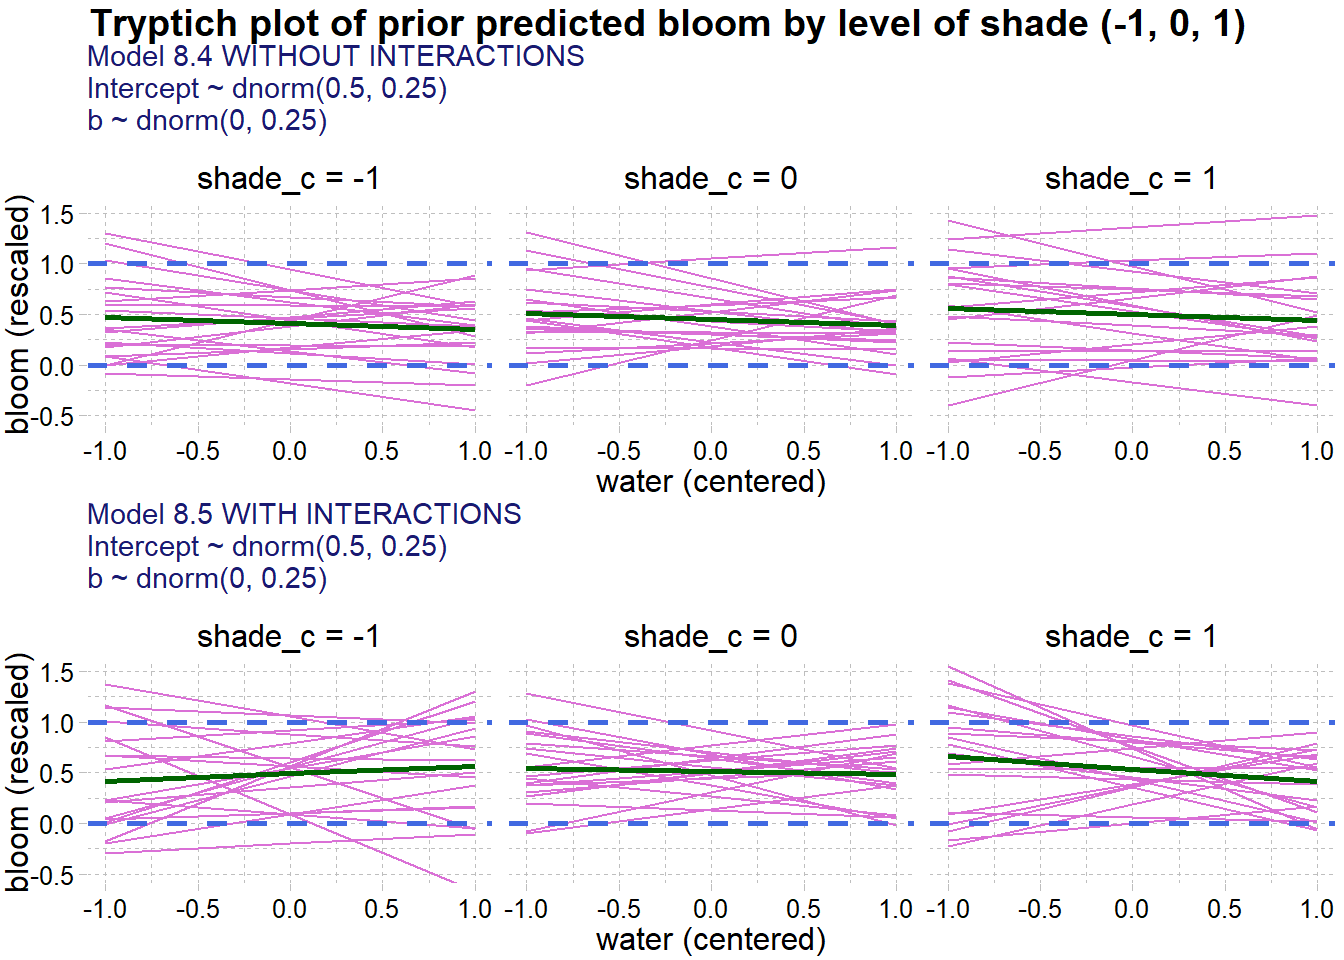 Tryptich plot of prior predicted bloom by level of shade (-1, 0, 1)
Model 8.4 WITHOUT INTERACTIONS
Intercept ~ dnorm(0.5, 0.25)
b ~ dnorm(0, 0.25)
shade_c = -1 shade_c = 0 shade_c = 1
bloom (rescaled)
1.5
1.0
0.5
0.0
-0.5
-1.0 -0.5 0.0 0.5 1.0 -1.0 -0.5 0.0 0.5 1.0 -1.0 -0.5 0.0 0.5 1.0
water (centered)
Model 8.5 WITH INTERACTIONS
Intercept ~ dnorm(0.5, 0.25)
b ~ dnorm(0, 0.25)
shade_c = -1 shade_c = 0 shade_c = 1
bloom (rescaled)
1.5
1.0
0.5
0.0
-0.5
-1.0 -0.5 0.0 0.5 1.0 -1.0 -0.5 0.0 0.5 1.0 -1.0 -0.5 0.0 0.5 1.0
water (centered)